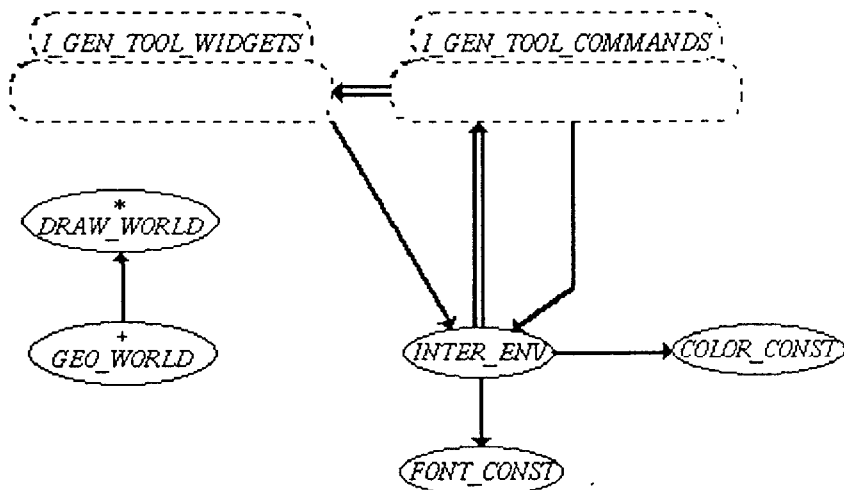 I_GEN_TOOL_WIDGETS
I_GEN_TOOL_COMMANDS
*
DRAW_WORLD
+
GEO_WORLD
INTER_ENV
COLOR_CONST
FONT_CONST